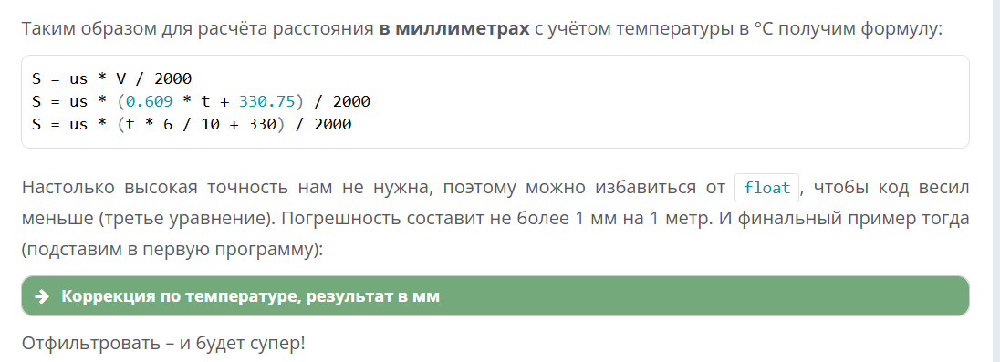 Таким образом для расчёта расстояния в миллиметрах с учётом температуры в °C получим формулу:
S = us * V / 2000
S = us * (0.609 * t + 330.75) / 2000
S = us * (t * 6 / 10 + 330) / 2000
Настолько высокая точность нам не нужна, поэтому можно избавиться от float, чтобы код весил
меньше (третье уравнение). Погрешность составит не более 1 мм на 1 метр. И финальный пример тогда
(подставим в первую программу):
Коррекция по температуре, результат в мм
Отфильтровать – и будет супер!